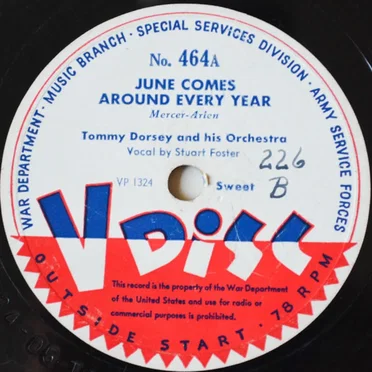 WAR DEPARTMENT · MUSIC BRANCH · SPECIAL SERVICES DIVISION · ARMY SERVICE FORCES
No. 464A
JUNE COMES
AROUND EVERY YEAR
Mercer-Arlen
Tommy Dorsey and his Orchestra
Vocal by Stuart Foster
226
VP 1324
Sweet
B
V DISC
This record is the property of the War Department
of the United States and use for radio or
commercial purposes is prohibited.
OUTSIDE START · 78 RPM